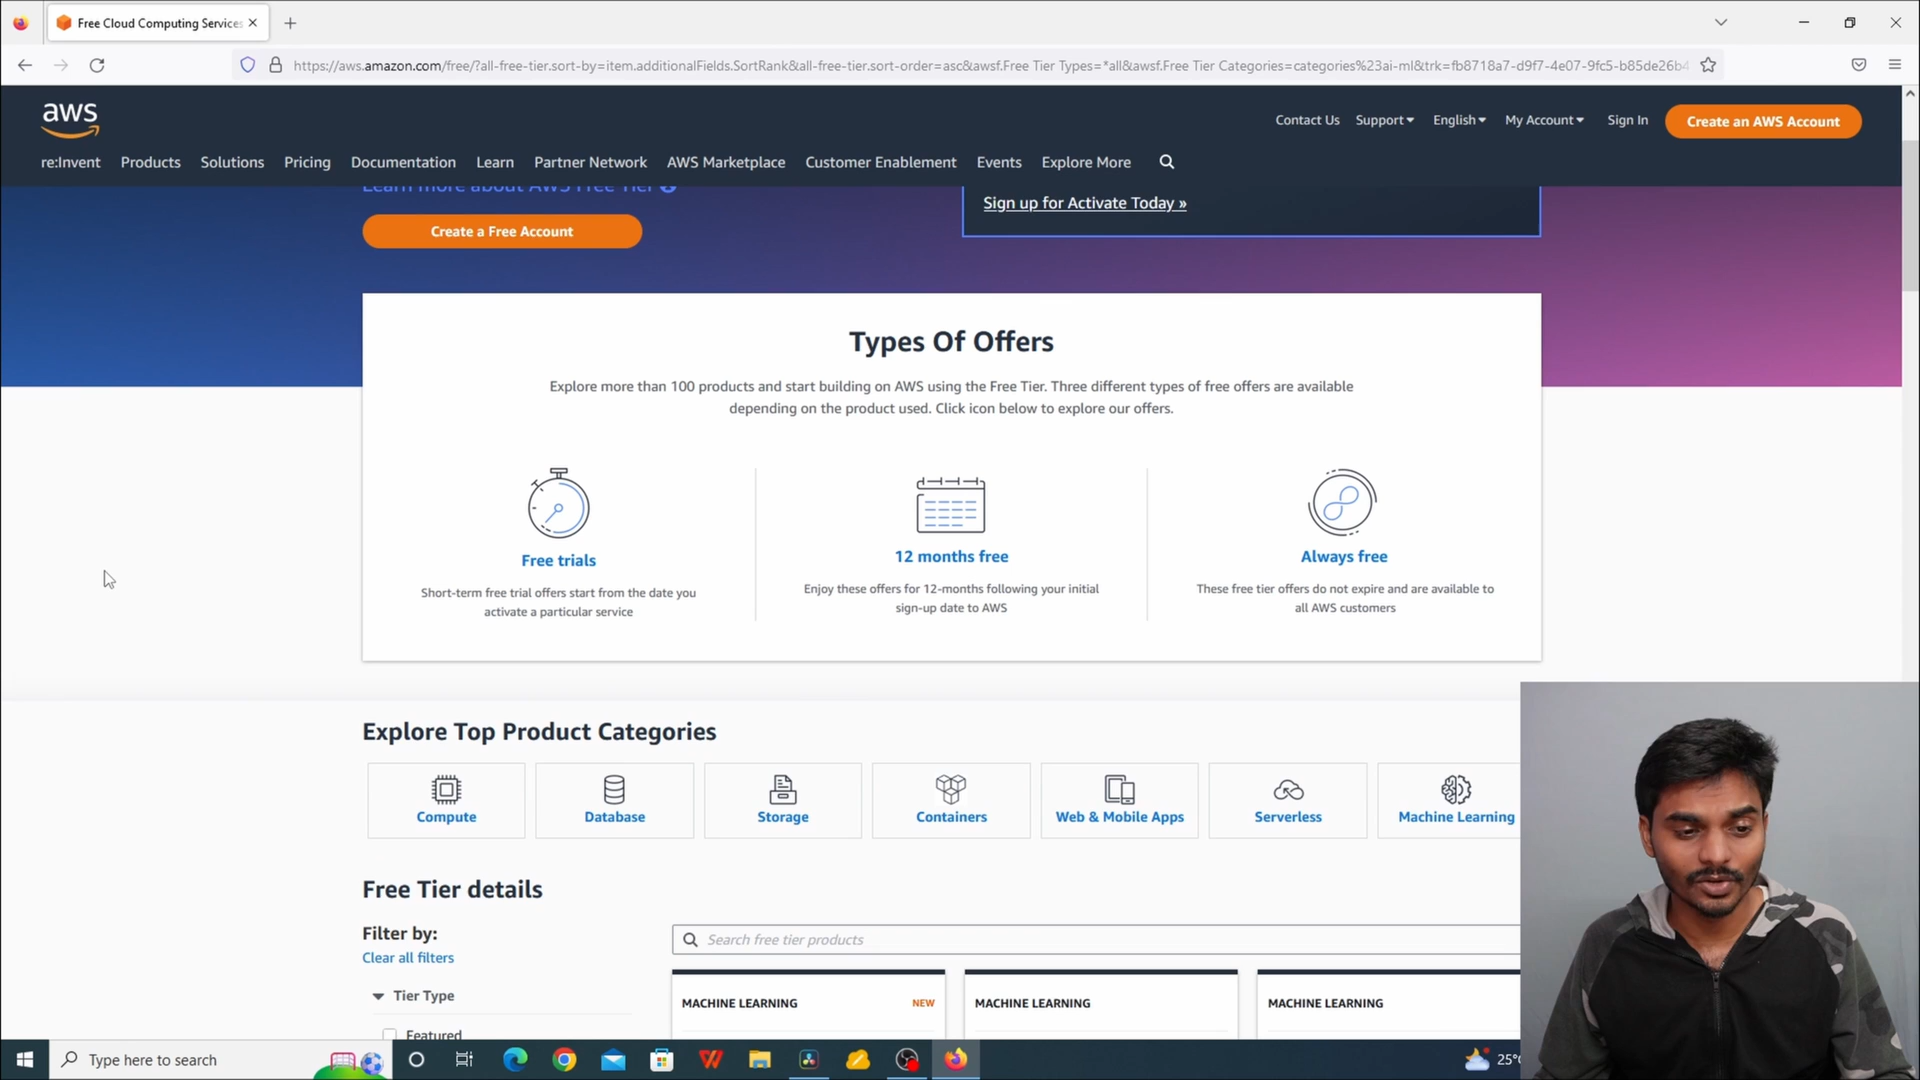 Free Cloud Computing Services
https://aws.amazon.com/free/?all-free-tier.sort-by=item.additionalFields.SortRank&all-free-tier.sort-order=asc&awsf.Free Tier Types=*all&awsf.Free Tier Categories=categories%23ai-ml&trk=fb8718a7-d9f7-4e07-9fc5-b85de26b4
aws
Contact Us Support English My Account Sign In Create an AWS Account
re:Invent Products Solutions Pricing Documentation Learn Partner Network AWS Marketplace Customer Enablement Events Explore More
Learn more about AWS Free Tier
Sign up for Activate Today »
Create a Free Account
Types Of Offers
Explore more than 100 products and start building on AWS using the Free Tier. Three different types of free offers are available
depending on the product used. Click icon below to explore our offers.
Free trials
Short-term free trial offers start from the date you
activate a particular service
12 months free
Enjoy these offers for 12-months following your initial
sign-up date to AWS
Always free
These free tier offers do not expire and are available to
all AWS customers
Explore Top Product Categories
Compute Database Storage Containers Web & Mobile Apps Serverless Machine Learning
Free Tier details
Filter by:
Clear all filters
Tier Type
Featured
Search free tier products
MACHINE LEARNING NEW MACHINE LEARNING MACHINE LEARNING
Type here to search
25°